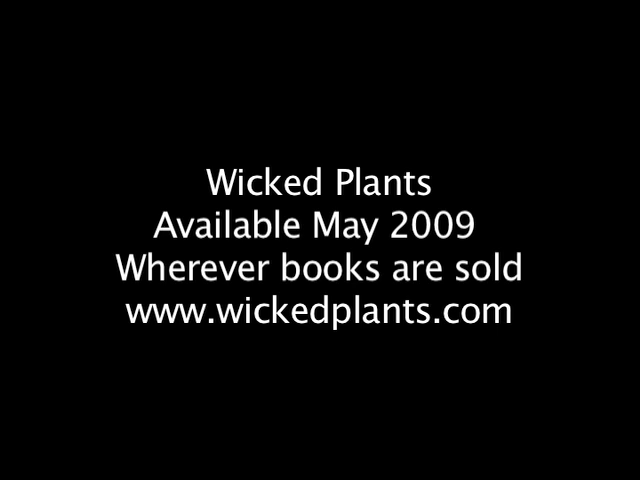 Wicked Plants
Available May 2009
Wherever books are sold
www.wickedplants.com